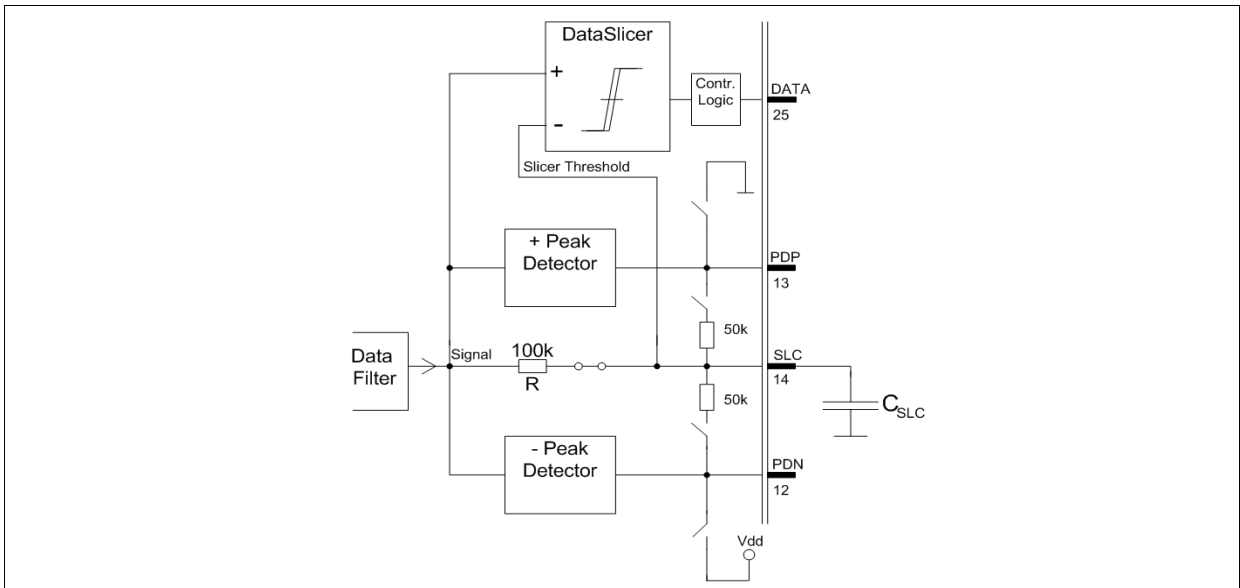 DataSlicer
+
-
Contr.
Logic
DATA
25
Slicer Threshold
+ Peak
Detector
PDP
13
50k
Data
Filter
Signal
100k
R
SLC
14
50k
C_SLC
- Peak
Detector
PDN
12
Vdd